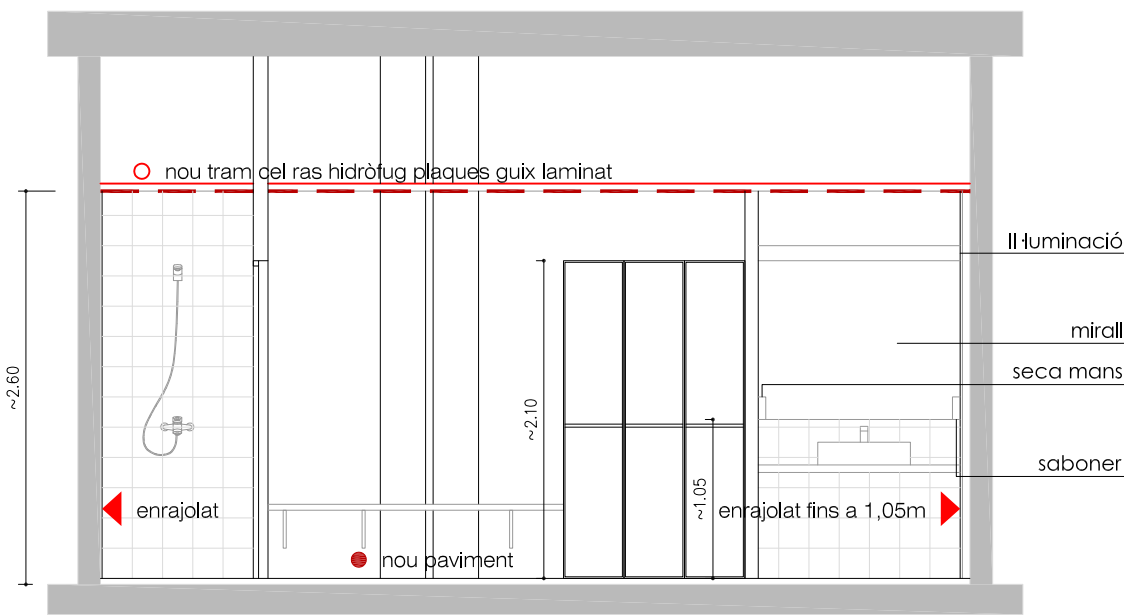 nou tram cel ras hidròfug plaques guix laminat
ll·luminació
mirall
seca mans
saboner
~2.60
~2.10
~1.05
enrajolat
enrajolat fins a 1,05m
nou paviment